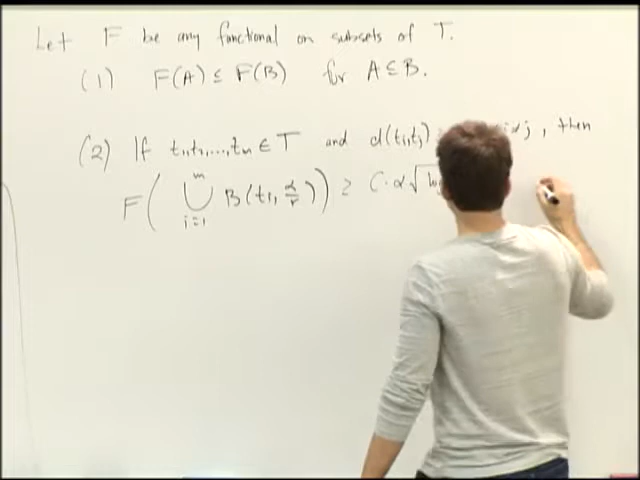 Let F be any functional on subsets of T.
(1) F(A) ≤ F(B) for A ⊆ B.
(2) If t₁,t₂,...,tₘ ∈ T and d(tᵢ,tⱼ) i≠j, then
F( ⋃ᵢ₌₁ᵐ B(tᵢ, α/r) ) ≥ C·α√log